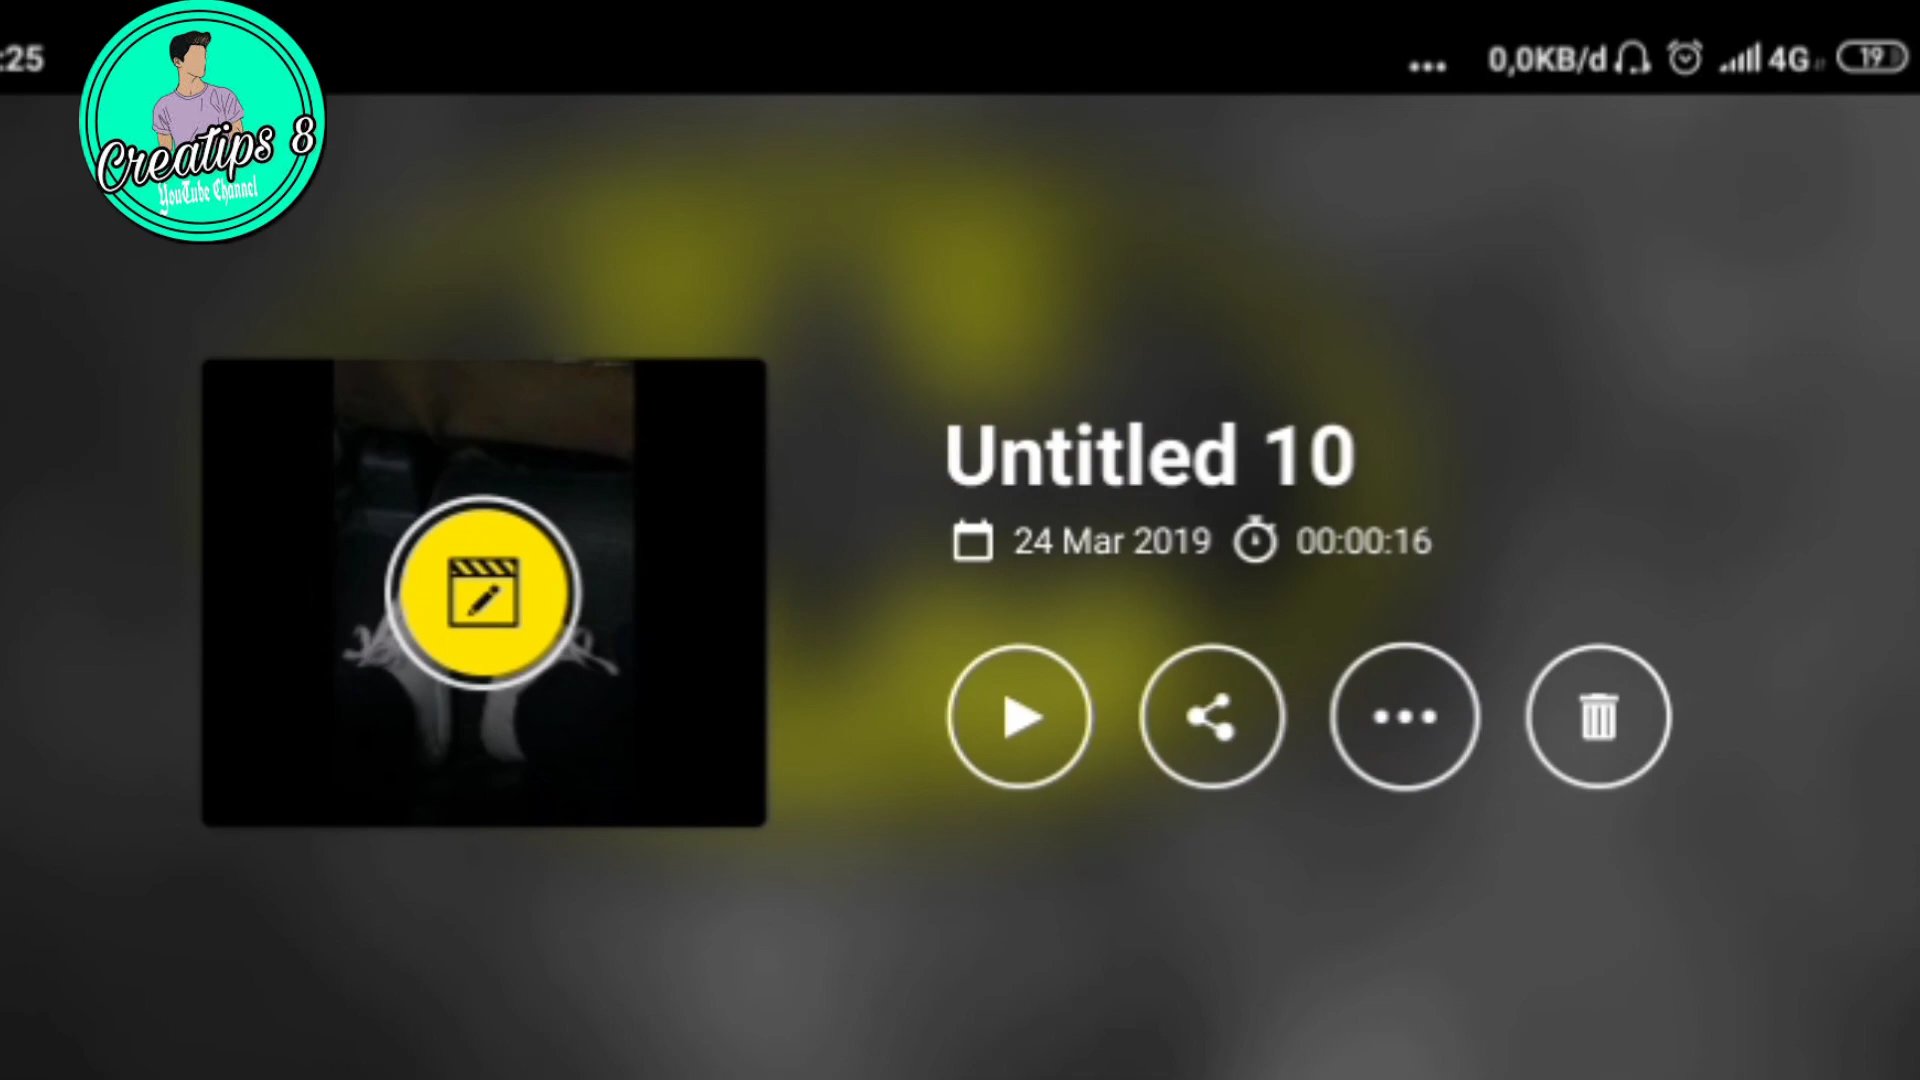 :25
0,0KB/d 4G 19
Creatips 8
YouTube Channel
Untitled 10
24 Mar 2019 00:00:16